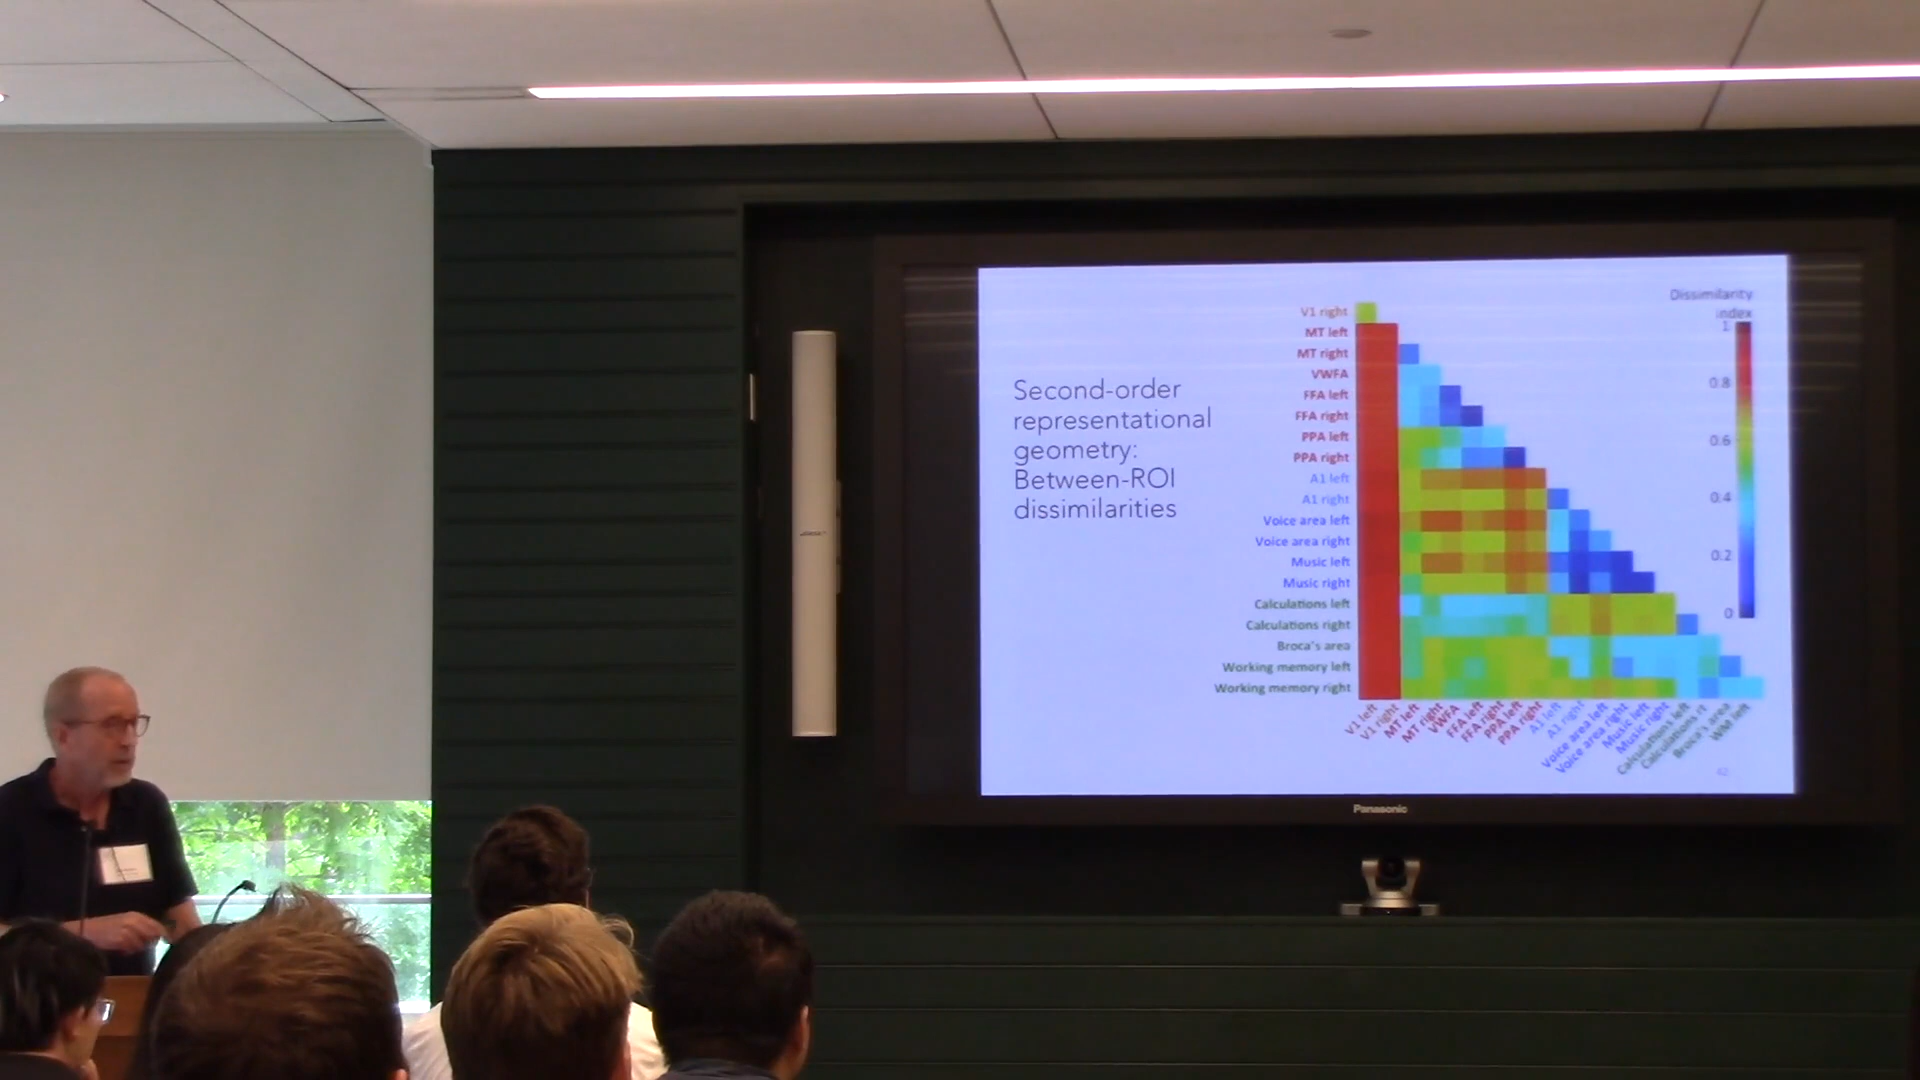 Second-order
representational
geometry:
Between-ROI
dissimilarities
V1 right
MT left
MT right
VWFA
FFA left
FFA right
PPA left
PPA right
A1 left
A1 right
Voice area left
Voice area right
Music left
Music right
Calculations left
Calculations right
Broca's area
Working memory left
Working memory right
V1 left
V1 right
MT left
MT right
VWFA
FFA left
FFA right
PPA left
PPA right
A1 left
A1 right
Voice area left
Voice area right
Music left
Music right
Calculations left
Calculations rt
Broca's area
WM left
Dissimilarity
index
1
0.8
0.6
0.4
0.2
0
42
Panasonic